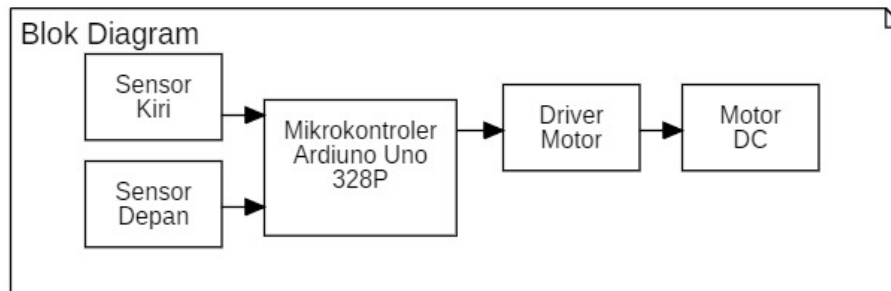 Blok Diagram
Sensor
Kiri
Sensor
Depan
Mikrokontroler
Ardiuno Uno
328P
Driver
Motor
Motor
DC